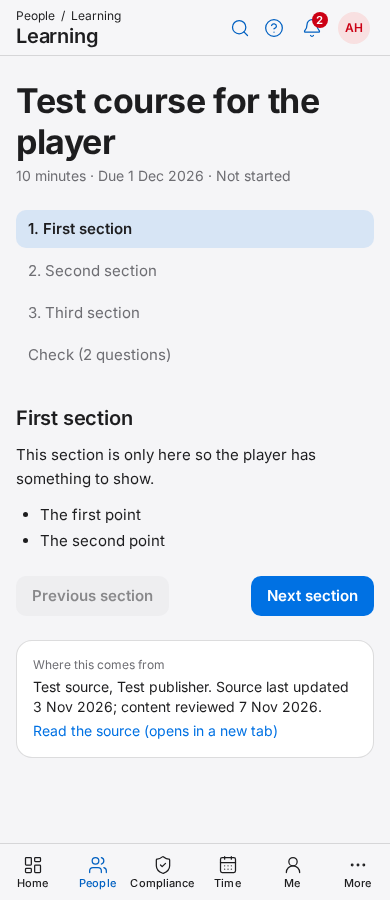 People / Learning
Learning
2
AH
Test course for the
player
10 minutes · Due 1 Dec 2026 · Not started
1. First section
2. Second section
3. Third section
Check (2 questions)
First section
This section is only here so the player has
something to show.
• The first point
• The second point
Previous section
Next section
Where this comes from
Test source, Test publisher. Source last updated
3 Nov 2026; content reviewed 7 Nov 2026.
Read the source (opens in a new tab)
Home
People
Compliance
Time
Me
More